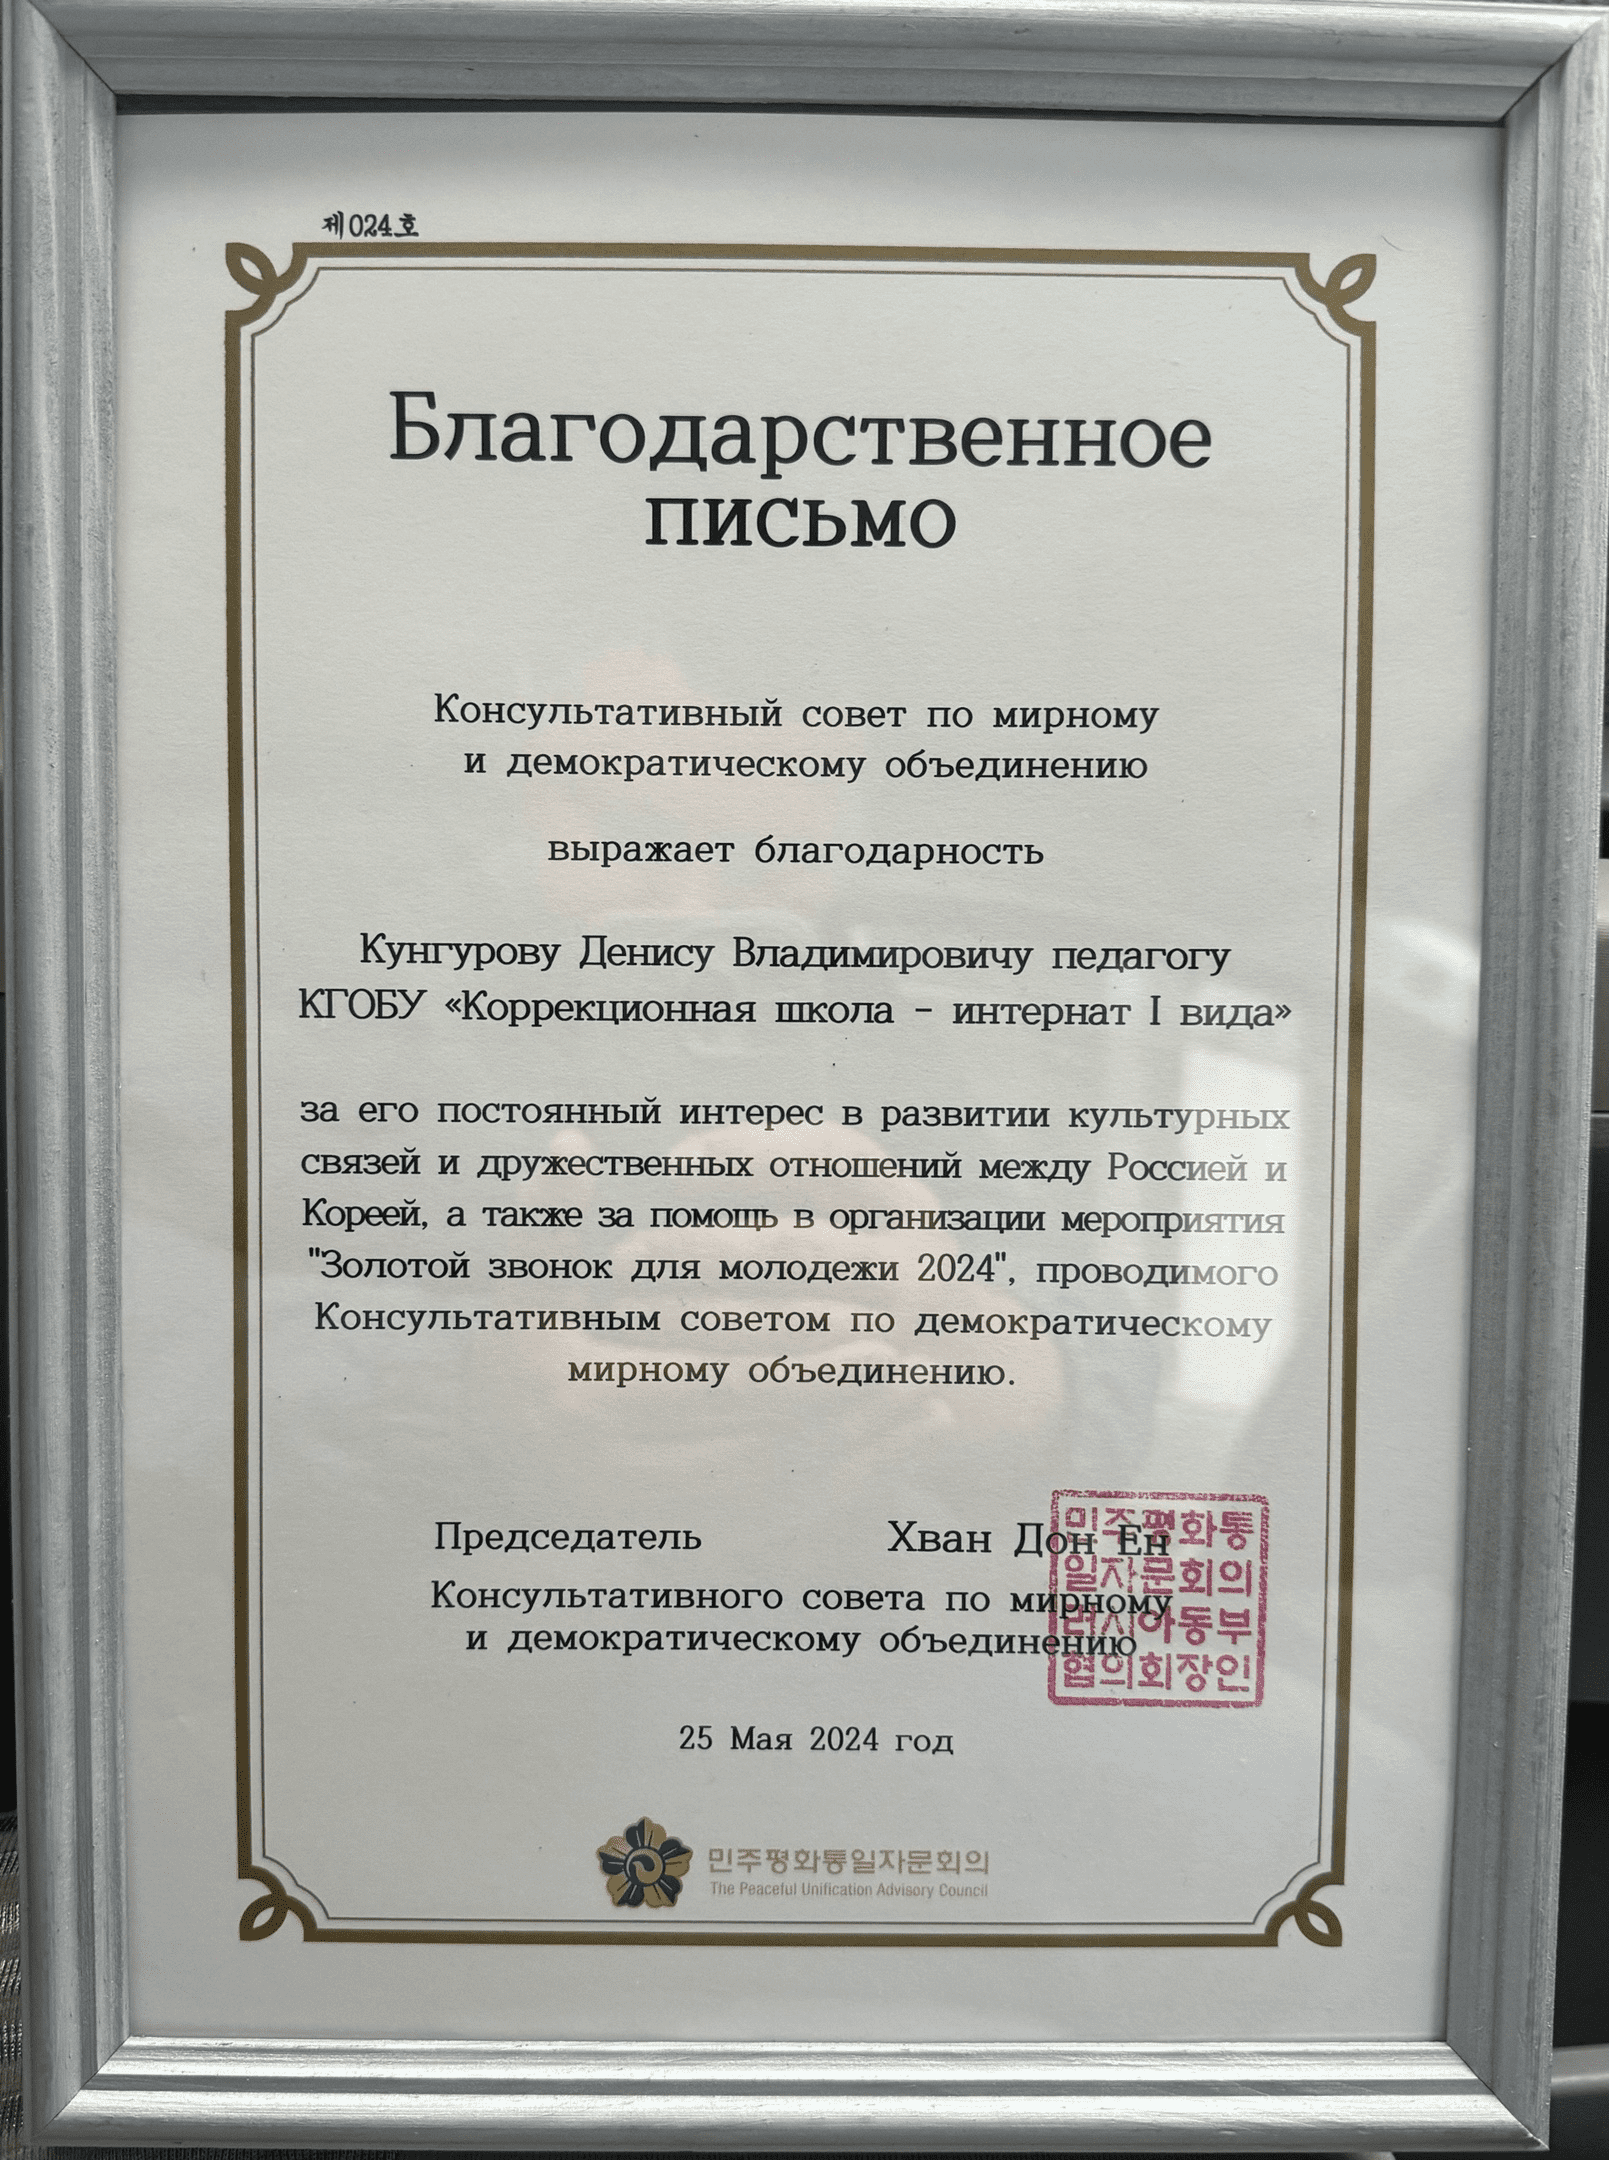 제024호
Благодарственное
письмо
Консультативный совет по мирному
и демократическому объединению
выражает благодарность
Кунгурову Денису Владимировичу педагогу
КГОБУ «Коррекционная школа - интернат I вида»
за его постоянный интерес в развитии культурных
связей и дружественных отношений между Россией и
Кореей, а также за помощь в организации мероприятия
"Золотой звонок для молодежи 2024", проводимого
Консультативным советом по демократическому
мирному объединению.
Председатель Хван Дон Ен
Консультативного совета по мирному
и демократическому объединению
민주평화통
일자문회의
러시아동부
협의회장인
25 Мая 2024 год
민주평화통일자문회의
The Peaceful Unification Advisory Council